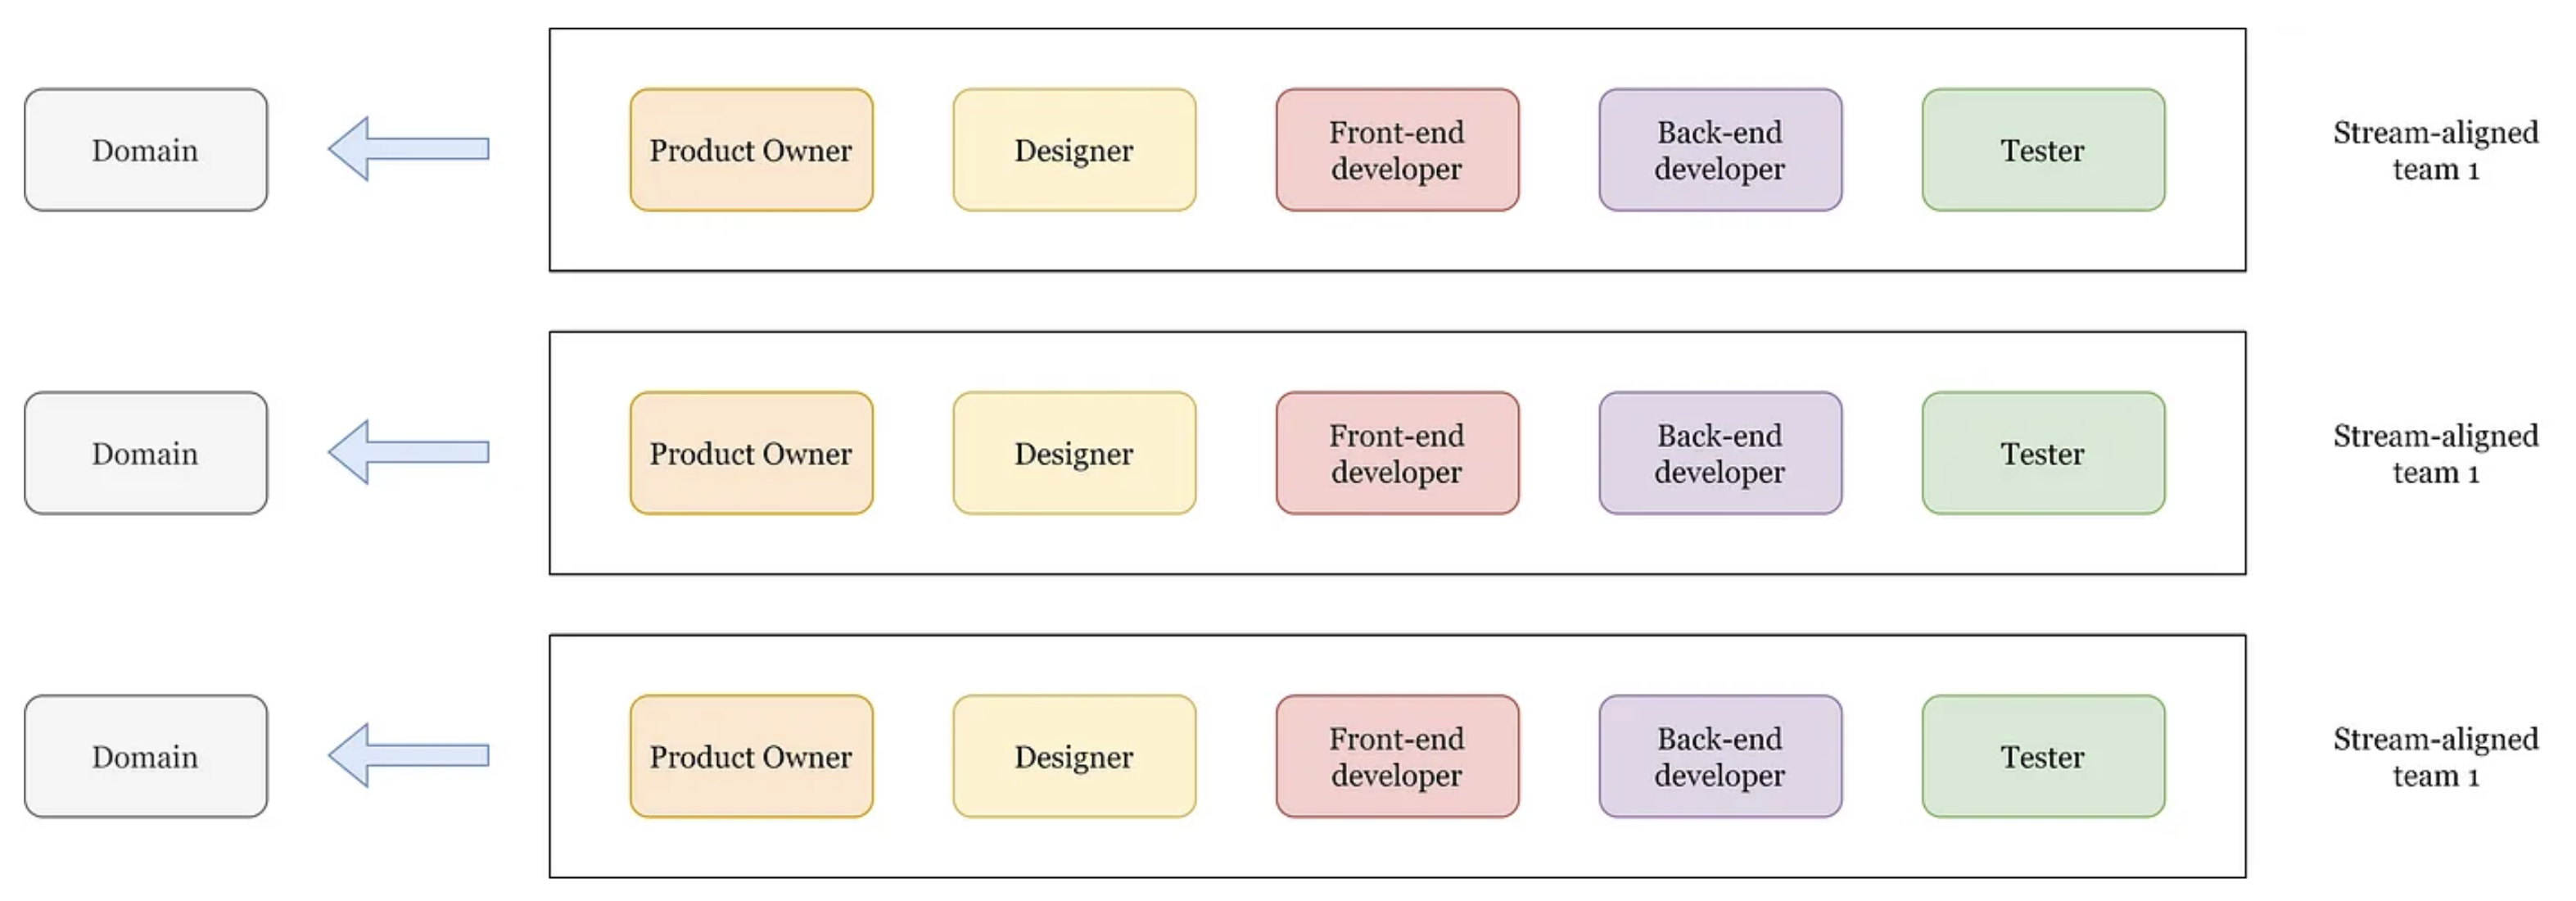 Domain
Product Owner
Designer
Front-end
developer
Back-end
developer
Tester
Stream-aligned
team 1
Domain
Product Owner
Designer
Front-end
developer
Back-end
developer
Tester
Stream-aligned
team 1
Domain
Product Owner
Designer
Front-end
developer
Back-end
developer
Tester
Stream-aligned
team 1